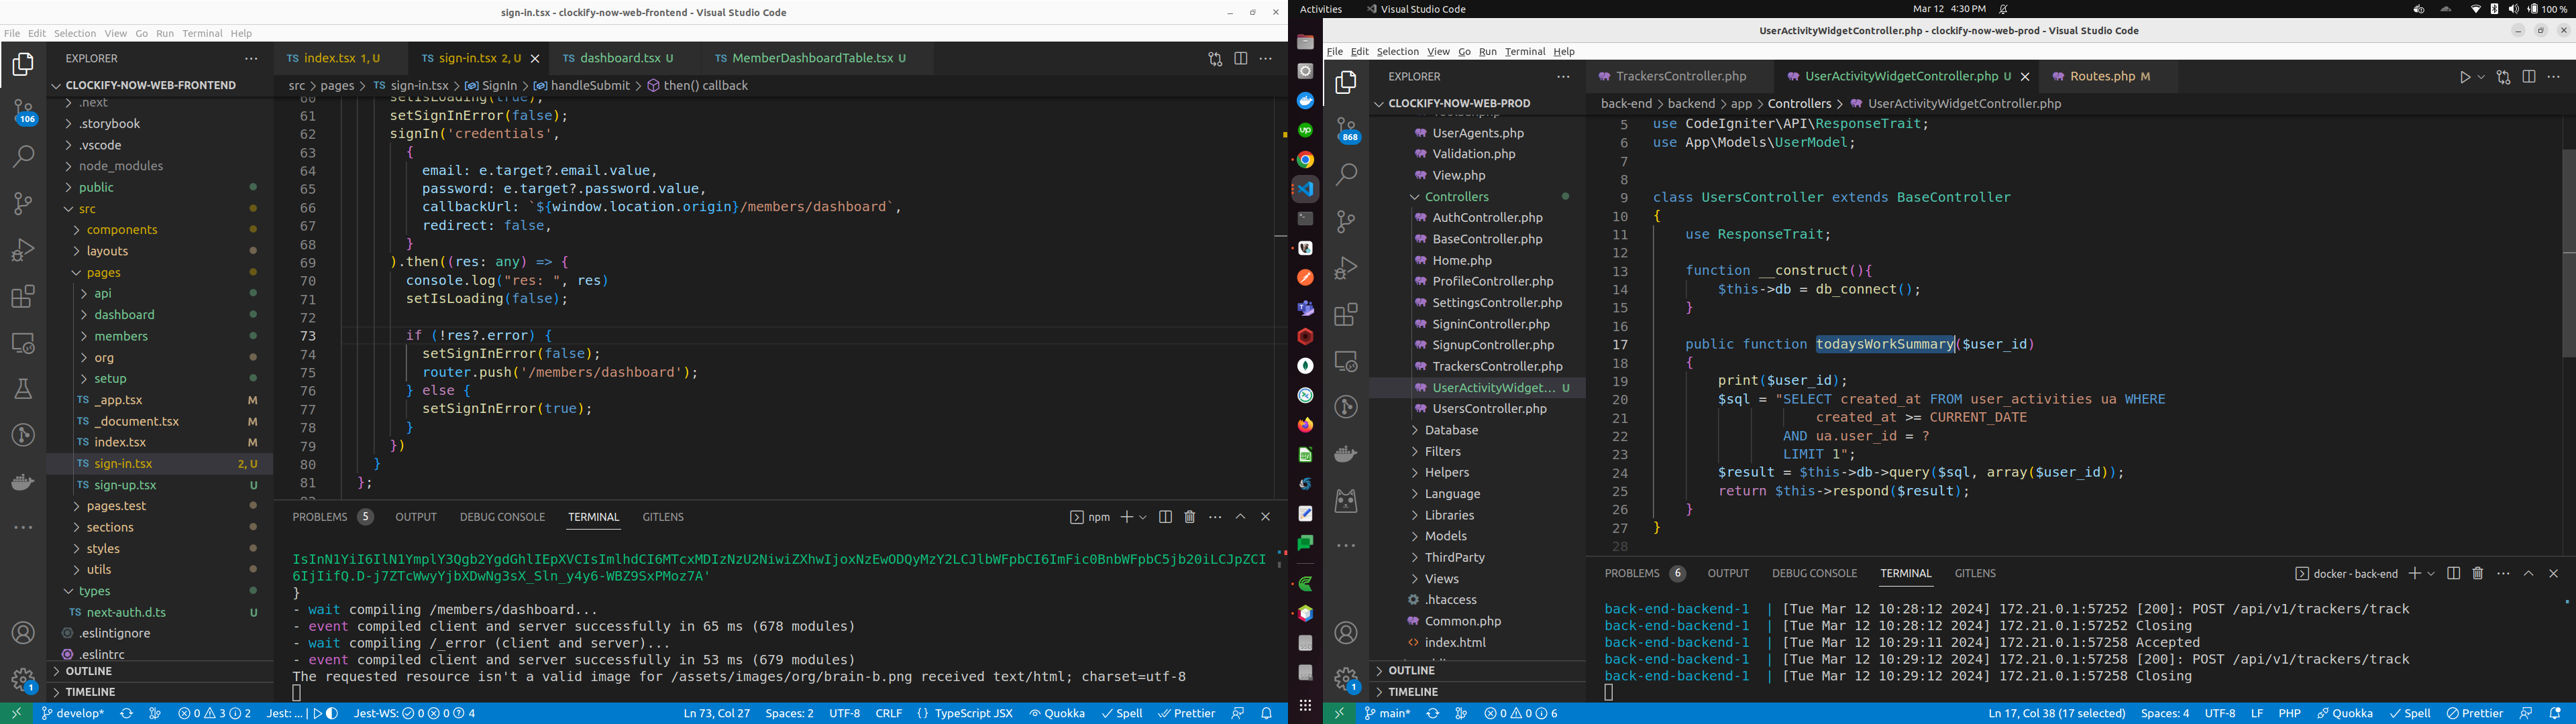 sign-in.tsx - clockify-now-web-frontend - Visual Studio Code
File Edit Selection View Go Run Terminal Help
EXPLORER
CLOCKIFY-NOW-WEB-FRONTEND
.next
.storybook
.vscode
node_modules
public
src
components
layouts
pages
api
dashboard
members
org
setup
TS _app.tsx M
TS _document.tsx M
TS index.tsx M
TS sign-in.tsx 2, U
TS sign-up.tsx U
pages.test
sections
styles
utils
types
TS next-auth.d.ts U
.eslintignore
.eslintrc
OUTLINE
TIMELINE
106
1
TS index.tsx 1, U
TS sign-in.tsx 2, U
TS dashboard.tsx U
TS MemberDashboardTable.tsx U
src > pages > TS sign-in.tsx > SignIn > handleSubmit > then() callback
60 setIsLoading(true);
61 setSignInError(false);
62 signIn('credentials',
63 {
64 email: e.target?.email.value,
65 password: e.target?.password.value,
66 callbackUrl: `${window.location.origin}/members/dashboard`,
67 redirect: false,
68 }
69 ).then((res: any) => {
70 console.log("res: ", res)
71 setIsLoading(false);
72
73 if (!res?.error) {
74 setSignInError(false);
75 router.push('/members/dashboard');
76 } else {
77 setSignInError(true);
78 }
79 })
80 }
81 };
PROBLEMS 5 OUTPUT DEBUG CONSOLE TERMINAL GITLENS
npm
IsInN1YiI6IlN1YmplY3Qgb2YgdGhlIEpXVCIsImlhdCI6MTcxMDIzNzU2NiwiZXhwIjoxNzEwODQyMzY2LCJlbWFpbCI6ImFic0BnbWFpbC5jb20iLCJpZCI
6IjIifQ.D-j7ZTcWwyYjbXDwNg3sX_Sln_y4y6-WBZ9SxPMoz7A'
}
- wait compiling /members/dashboard...
- event compiled client and server successfully in 65 ms (678 modules)
- wait compiling /_error (client and server)...
- event compiled client and server successfully in 53 ms (679 modules)
The requested resource isn't a valid image for /assets/images/org/brain-b.png received text/html; charset=utf-8
develop* 0 3 2 Jest: ... | Jest-WS: 0 0 4 Ln 73, Col 27 Spaces: 2 UTF-8 CRLF {} TypeScript JSX Quokka Spell Prettier
Activities Visual Studio Code Mar 12 4:30 PM 100 %
UserActivityWidgetController.php - clockify-now-web-prod - Visual Studio Code
File Edit Selection View Go Run Terminal Help
EXPLORER
CLOCKIFY-NOW-WEB-PROD
UserAgents.php
Validation.php
View.php
Controllers
AuthController.php
BaseController.php
Home.php
ProfileController.php
SettingsController.php
SigninController.php
SignupController.php
TrackersController.php
UserActivityWidget... U
UsersController.php
Database
Filters
Helpers
Language
Libraries
Models
ThirdParty
Views
.htaccess
Common.php
index.html
OUTLINE
TIMELINE
868
1
TrackersController.php
UserActivityWidgetController.php U
Routes.php M
back-end > backend > app > Controllers > UserActivityWidgetController.php
5 use CodeIgniter\API\ResponseTrait;
6 use App\Models\UserModel;
7
8
9 class UsersController extends BaseController
10 {
11 use ResponseTrait;
12
13 function __construct(){
14 $this->db = db_connect();
15 }
16
17 public function todaysWorkSummary($user_id)
18 {
19 print($user_id);
20 $sql = "SELECT created_at FROM user_activities ua WHERE
21 created_at >= CURRENT_DATE
22 AND ua.user_id = ?
23 LIMIT 1";
24 $result = $this->db->query($sql, array($user_id));
25 return $this->respond($result);
26 }
27 }
28
PROBLEMS 6 OUTPUT DEBUG CONSOLE TERMINAL GITLENS
docker - back-end
back-end-backend-1 | [Tue Mar 12 10:28:12 2024] 172.21.0.1:57252 [200]: POST /api/v1/trackers/track
back-end-backend-1 | [Tue Mar 12 10:28:12 2024] 172.21.0.1:57252 Closing
back-end-backend-1 | [Tue Mar 12 10:29:11 2024] 172.21.0.1:57258 Accepted
back-end-backend-1 | [Tue Mar 12 10:29:12 2024] 172.21.0.1:57258 [200]: POST /api/v1/trackers/track
back-end-backend-1 | [Tue Mar 12 10:29:12 2024] 172.21.0.1:57258 Closing
main* 0 0 6 Ln 17, Col 38 (17 selected) Spaces: 4 UTF-8 LF PHP Quokka Spell Prettier